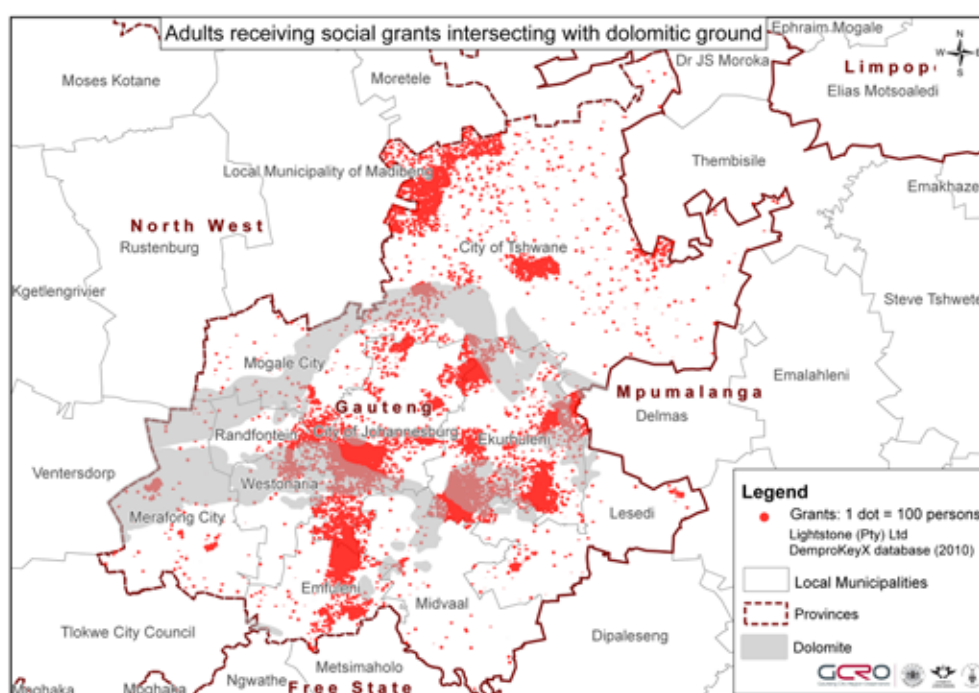 Adults receiving social grants intersecting with dolomitic ground
Ephraim Mogale
Moses Kotane
Moretele
Dr JS Moroka
Limpop
Elias Motsoaledi
N
W
S
Local Municipality of Madibeng
Thembisile
Emakhaze
North West
Rustenburg
City of Tshwane
Kgetlengrivier
Steve Tshwete
Mogale City
Mpumalanga
Emalahleni
Gauteng
Delmas
Randfontein
City of Johannesburg
Ekurhuleni
Ventersdorp
Westonaria
Merafong City
Lesedi
Emfuleni
Midvaal
Tlokwe City Council
Dipaleseng
Metsimaholo
Ngwathe
Free State
Moqhaka
Legend
Grants: 1 dot = 100 persons
Lightstone (Pty) Ltd
DemproKeyX database (2010)
Local Municipalities
Provinces
Dolomite
GCRO